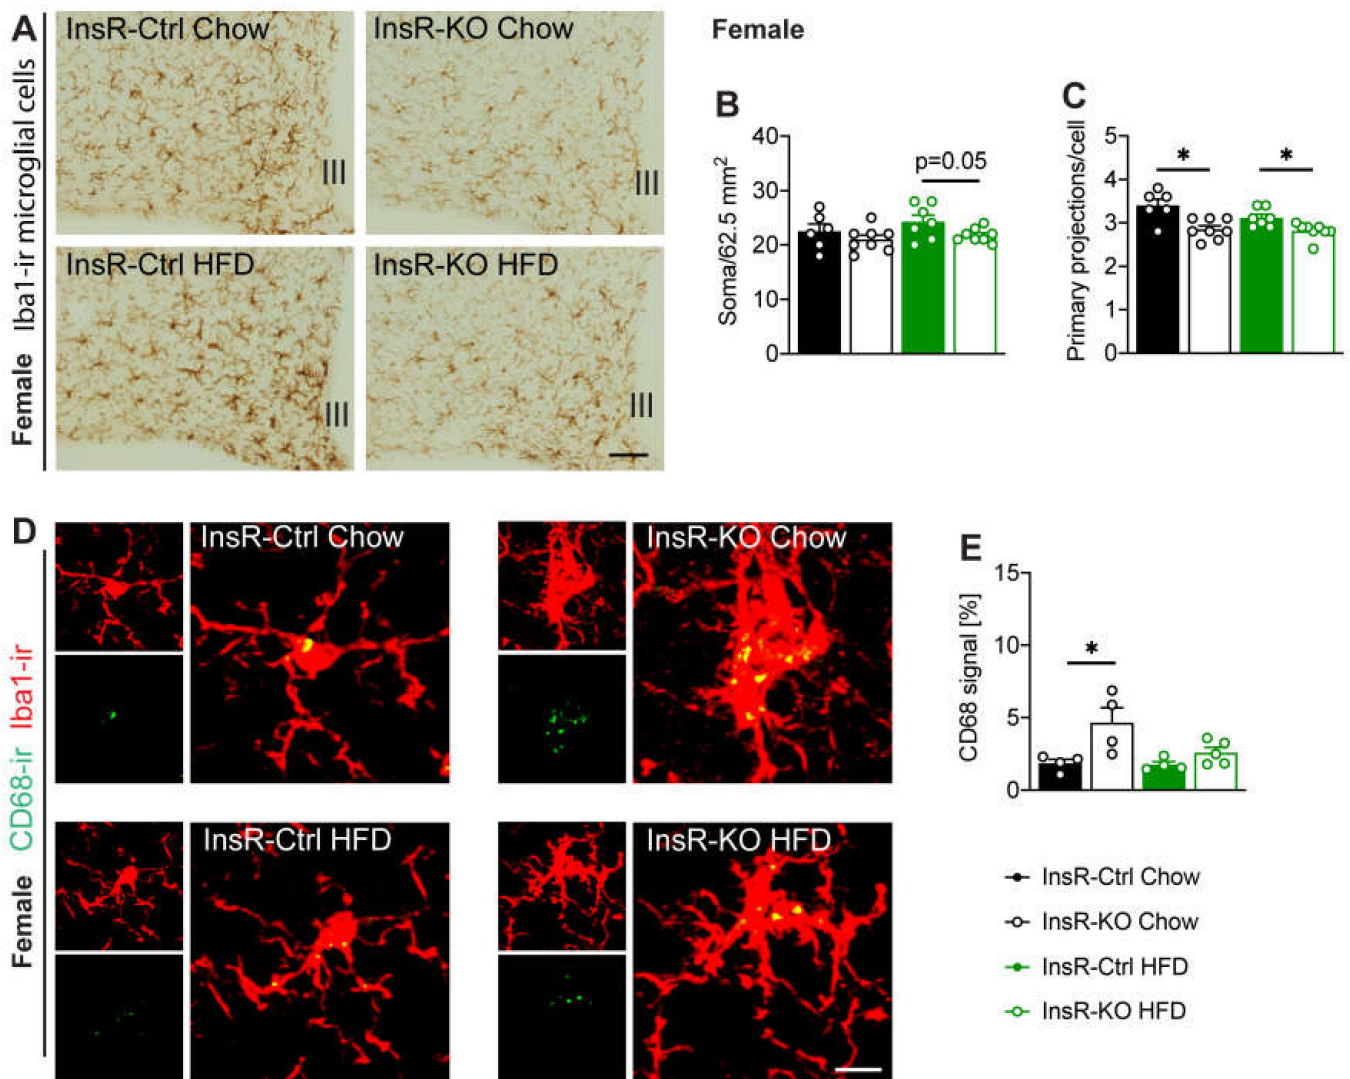 A
Female Iba1-ir microglial cells
InsR-Ctrl Chow
III
InsR-KO Chow
III
InsR-Ctrl HFD
III
InsR-KO HFD
III
Female
B
Soma/62.5 mm²
40
30
20
10
0
p=0.05
C
Primary projections/cell
5
4
3
2
1
0
*
*
D
Female CD68-ir Iba1-ir
InsR-Ctrl Chow
InsR-KO Chow
InsR-Ctrl HFD
InsR-KO HFD
E
CD68 signal [%]
15
10
5
0
*
InsR-Ctrl Chow
InsR-KO Chow
InsR-Ctrl HFD
InsR-KO HFD